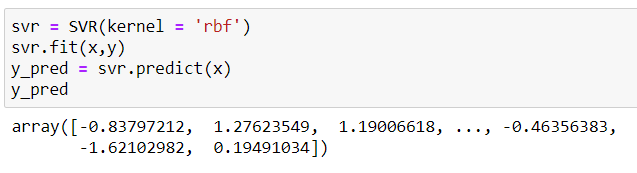 svr = SVR(kernel = 'rbf')
svr.fit(x,y)
y_pred = svr.predict(x)
y_pred
array([-0.83797212,  1.27623549,  1.19006618, ..., -0.46356383,
       -1.62102982,  0.19491034])